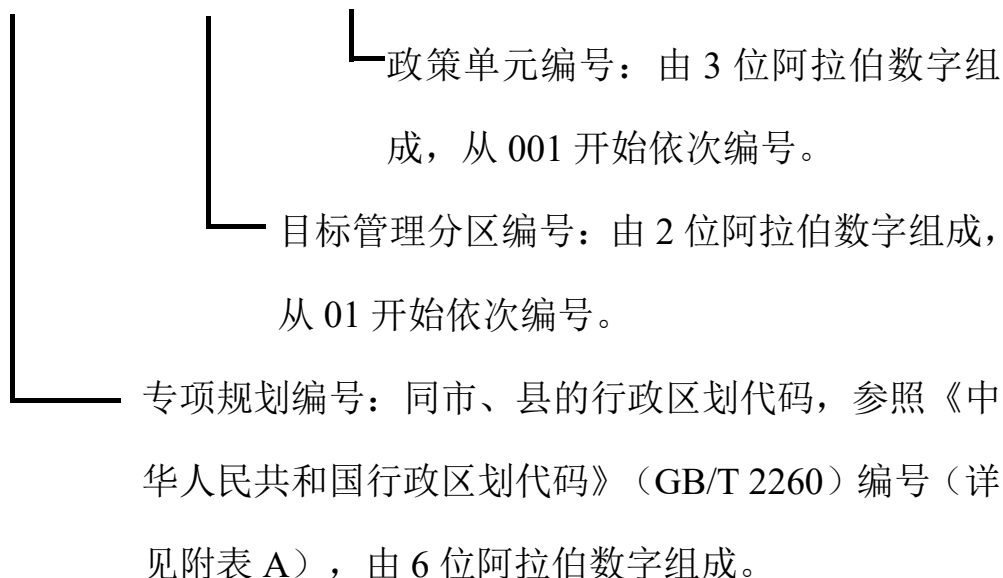 政策单元编号：由 3 位阿拉伯数字组
成，从 001 开始依次编号。
目标管理分区编号：由 2 位阿拉伯数字组成，
从 01 开始依次编号。
专项规划编号：同市、县的行政区划代码，参照《中
华人民共和国行政区划代码》（GB/T 2260）编号（详
见附表 A），由 6 位阿拉伯数字组成。